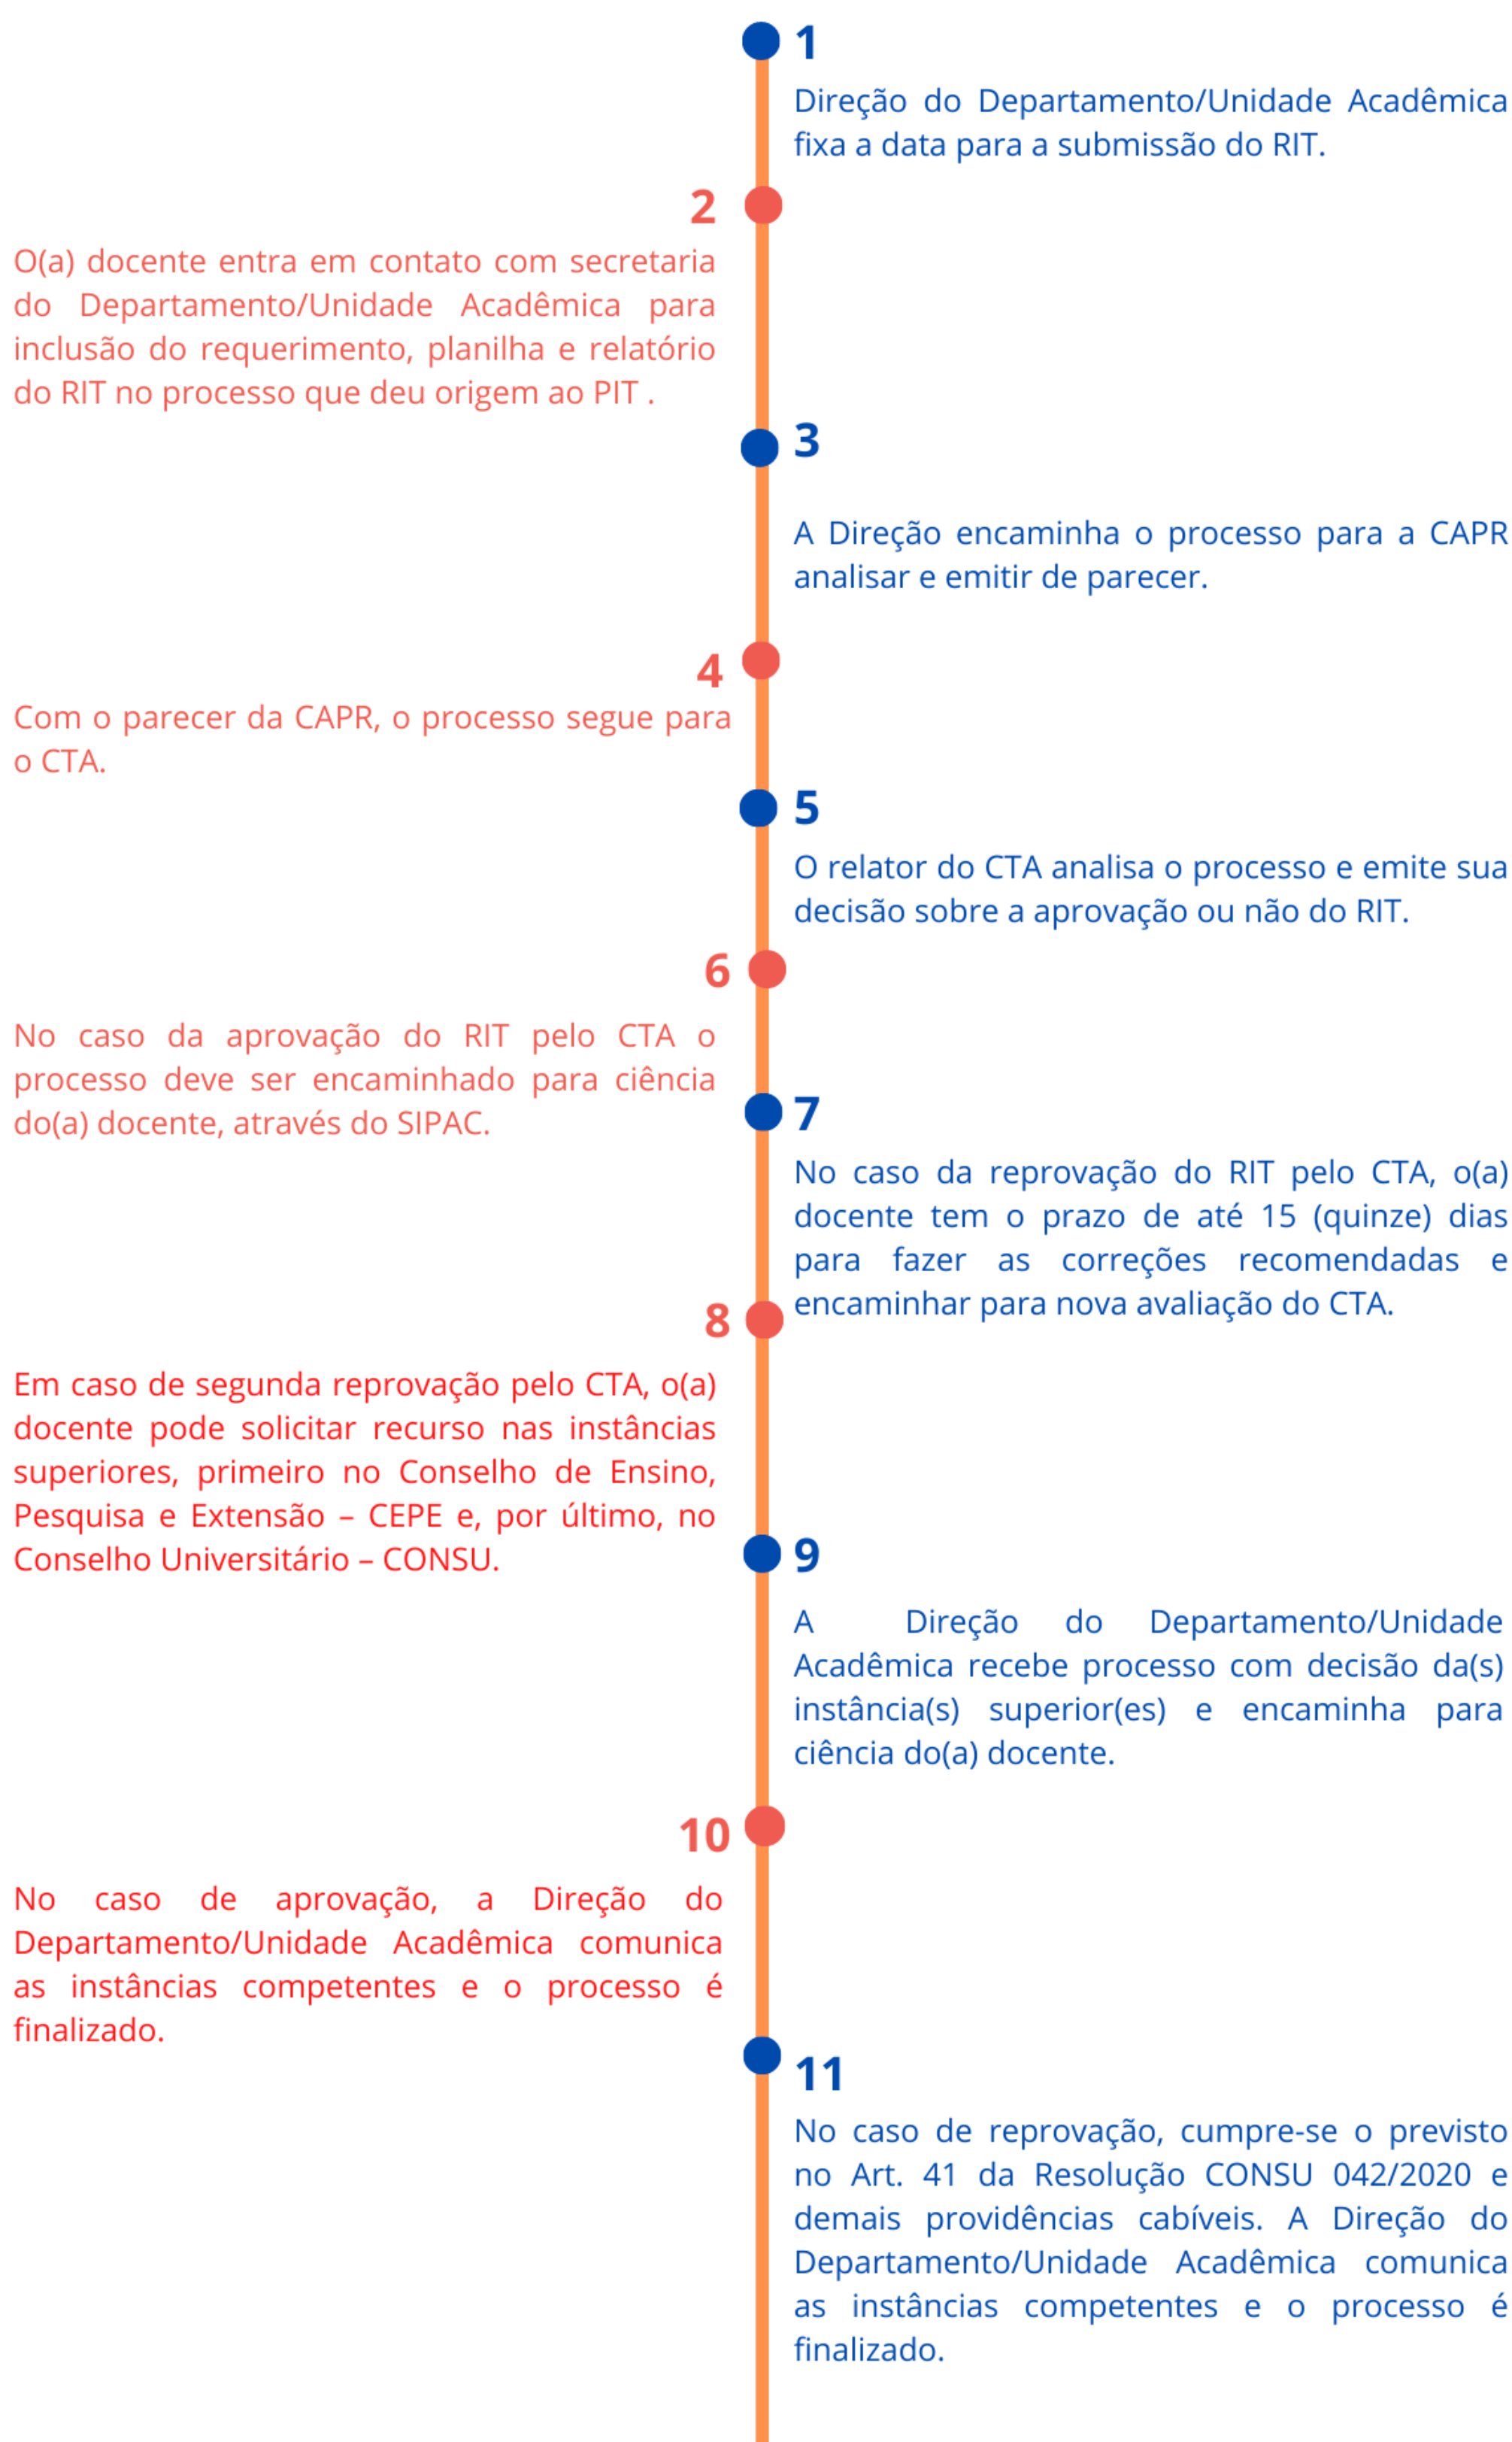 1
Direção do Departamento/Unidade Acadêmica
fixa a data para a submissão do RIT.
2
O(a) docente entra em contato com secretaria
do Departamento/Unidade Acadêmica para
inclusão do requerimento, planilha e relatório
do RIT no processo que deu origem ao PIT .
3
A Direção encaminha o processo para a CAPR
analisar e emitir de parecer.
4
Com o parecer da CAPR, o processo segue para
o CTA.
5
O relator do CTA analisa o processo e emite sua
decisão sobre a aprovação ou não do RIT.
6
No caso da aprovação do RIT pelo CTA o
processo deve ser encaminhado para ciência
do(a) docente, através do SIPAC.
7
No caso da reprovação do RIT pelo CTA, o(a)
docente tem o prazo de até 15 (quinze) dias
para fazer as correções recomendadas e
encaminhar para nova avaliação do CTA.
8
Em caso de segunda reprovação pelo CTA, o(a)
docente pode solicitar recurso nas instâncias
superiores, primeiro no Conselho de Ensino,
Pesquisa e Extensão – CEPE e, por último, no
Conselho Universitário – CONSU.
9
A Direção do Departamento/Unidade
Acadêmica recebe processo com decisão da(s)
instância(s) superior(es) e encaminha para
ciência do(a) docente.
10
No caso de aprovação, a Direção do
Departamento/Unidade Acadêmica comunica
as instâncias competentes e o processo é
finalizado.
11
No caso de reprovação, cumpre-se o previsto
no Art. 41 da Resolução CONSU 042/2020 e
demais providências cabíveis. A Direção do
Departamento/Unidade Acadêmica comunica
as instâncias competentes e o processo é
finalizado.